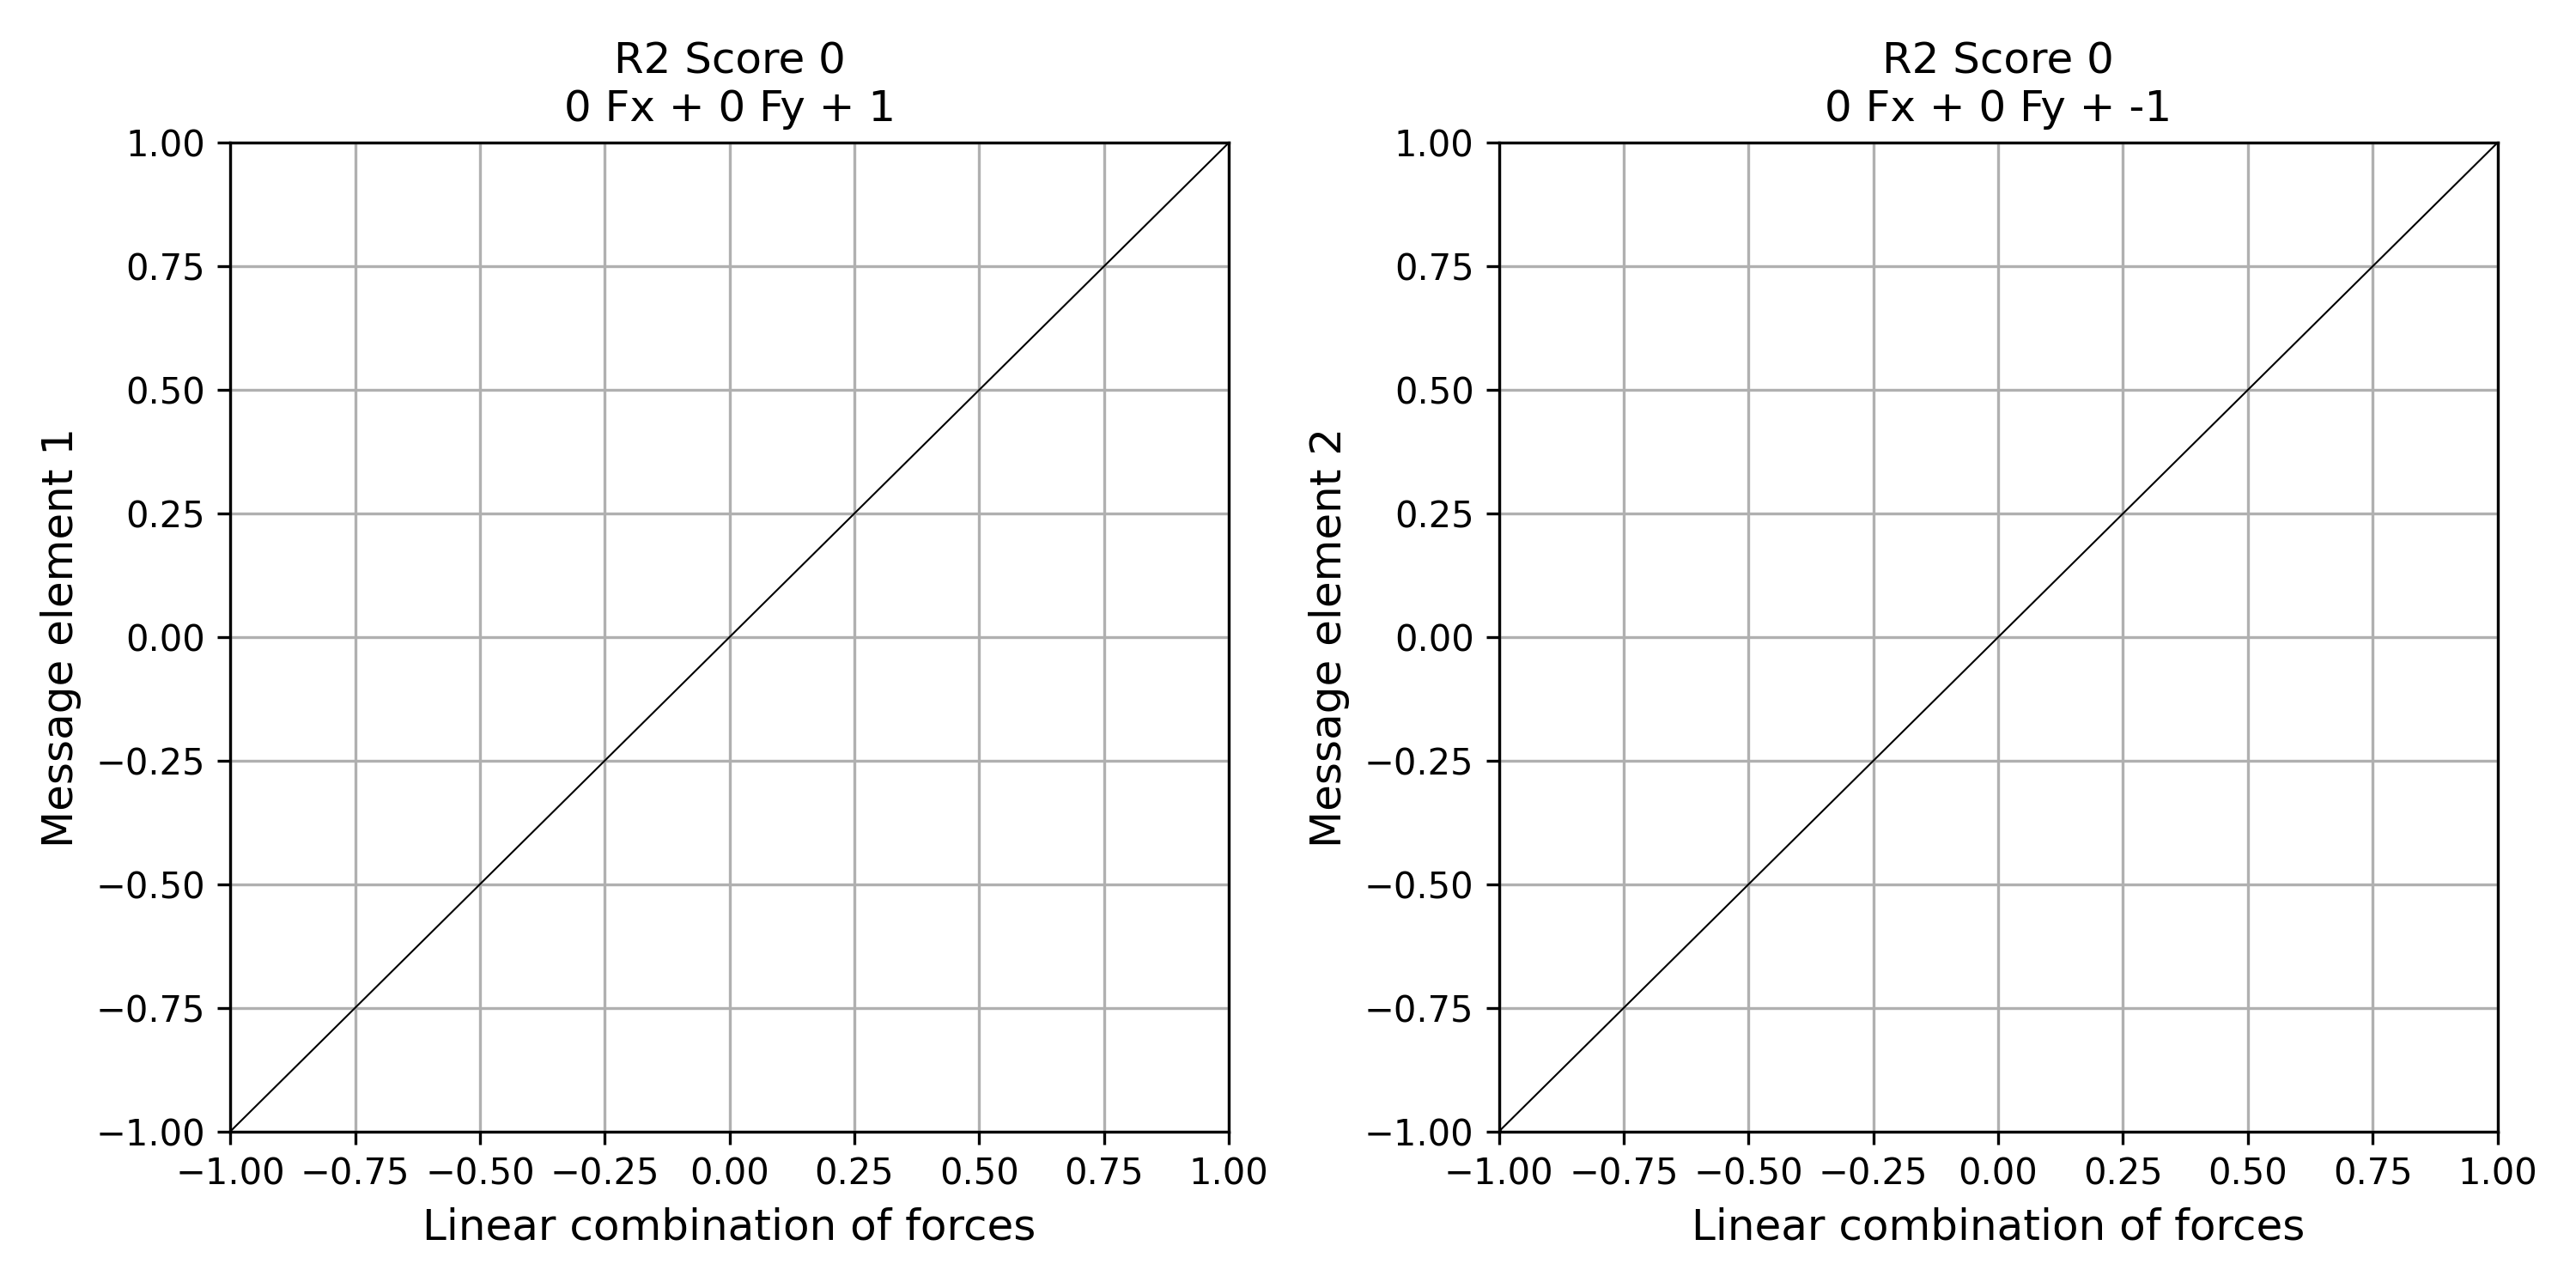 R2 Score 0
0 Fx + 0 Fy + 1
1.00
0.75
0.50
0.25
0.00
−0.25
−0.50
−0.75
−1.00
Message element 1
−1.00 −0.75 −0.50 −0.25 0.00 0.25 0.50 0.75 1.00
Linear combination of forces
R2 Score 0
0 Fx + 0 Fy + -1
1.00
0.75
0.50
0.25
0.00
−0.25
−0.50
−0.75
−1.00
Message element 2
−1.00 −0.75 −0.50 −0.25 0.00 0.25 0.50 0.75 1.00
Linear combination of forces